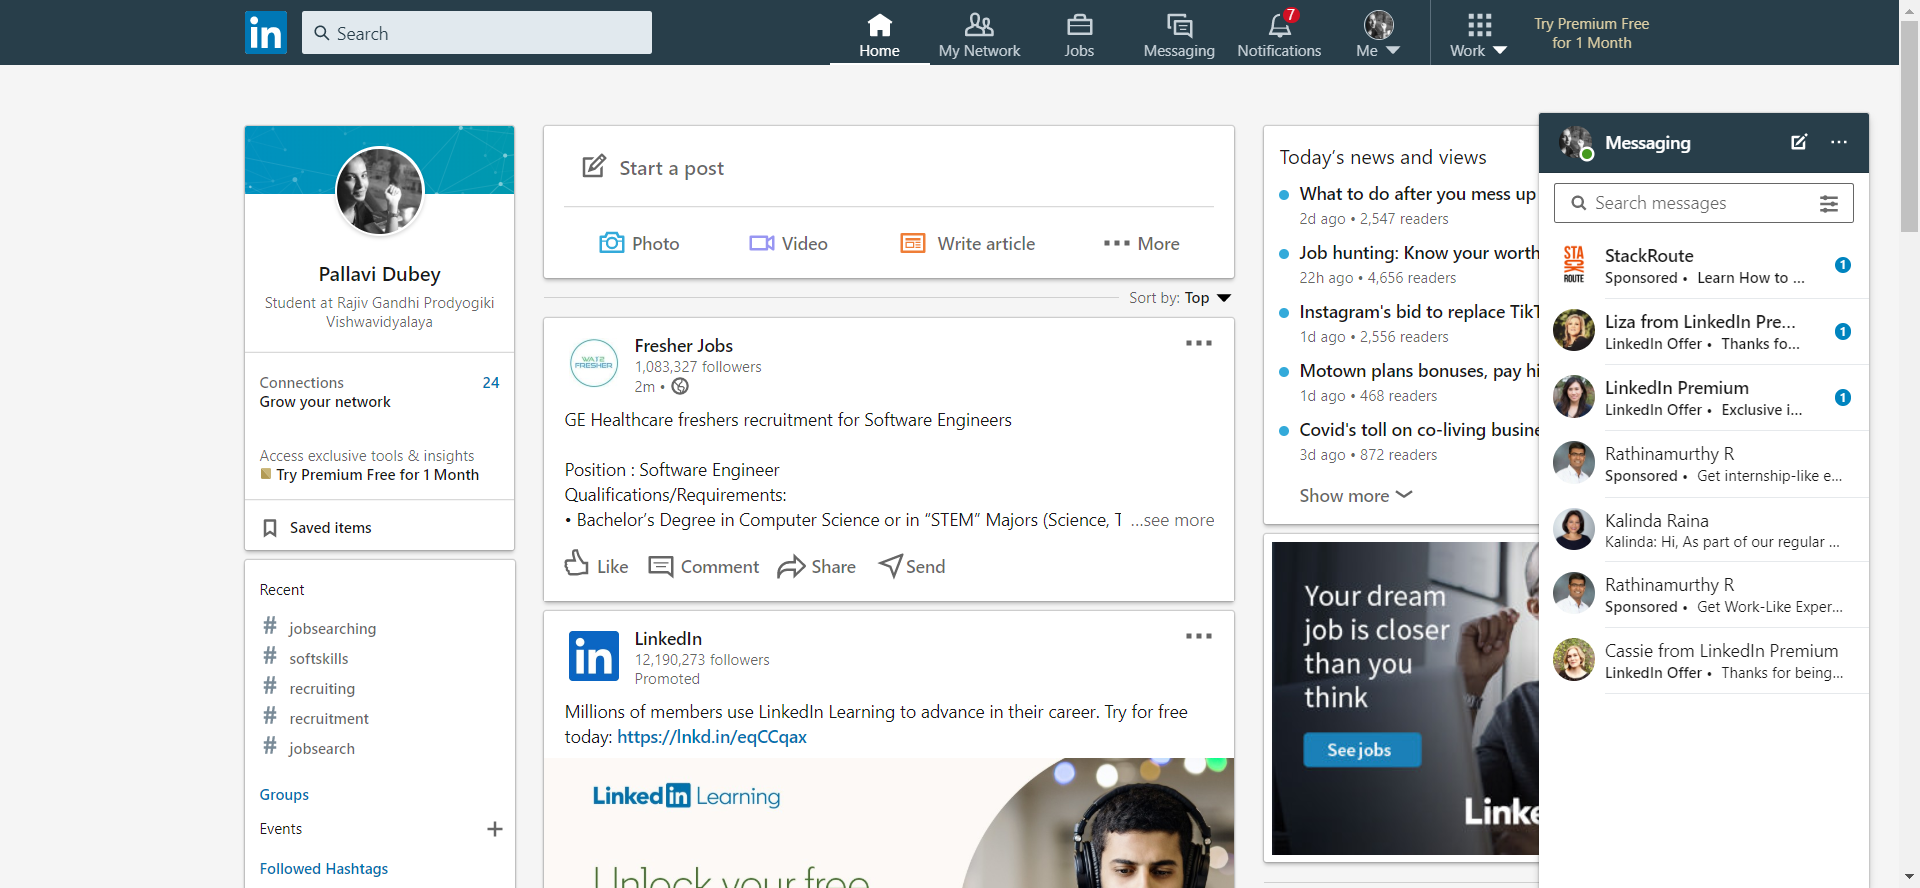 in
Search
Home
My Network
Jobs
Messaging
7
Notifications
Me
Work
Try Premium Free
for 1 Month
Pallavi Dubey
Student at Rajiv Gandhi Prodyogiki
Vishwavidyalaya
Connections 24
Grow your network
Access exclusive tools & insights
Try Premium Free for 1 Month
Saved items
Recent
# jobsearching
# softskills
# recruiting
# recruitment
# jobsearch
Groups
Events
Followed Hashtags
Start a post
Photo
Video
Write article
More
Sort by: Top
WATS
FRESHER
Fresher Jobs
1,083,327 followers
2m •
GE Healthcare freshers recruitment for Software Engineers
Position : Software Engineer
Qualifications/Requirements:
• Bachelor's Degree in Computer Science or in “STEM” Majors (Science, T ...see more
Like
Comment
Share
Send
in
LinkedIn
12,190,273 followers
Promoted
Millions of members use LinkedIn Learning to advance in their career. Try for free
today: https://lnkd.in/eqCCqax
Linked in Learning
Unlock your free
Today's news and views
What to do after you mess up
2d ago • 2,547 readers
Job hunting: Know your worth
22h ago • 4,656 readers
Instagram's bid to replace TikT
1d ago • 2,556 readers
Motown plans bonuses, pay hi
1d ago • 468 readers
Covid's toll on co-living busine
3d ago • 872 readers
Show more
Your dream
job is closer
than you
think
See jobs
Linke
Messaging
Search messages
STACKROUTE
StackRoute
Sponsored • Learn How to ...
1
Liza from LinkedIn Pre...
LinkedIn Offer • Thanks fo...
1
LinkedIn Premium
LinkedIn Offer • Exclusive i...
1
Rathinamurthy R
Sponsored • Get internship-like e...
Kalinda Raina
Kalinda: Hi, As part of our regular ...
Rathinamurthy R
Sponsored • Get Work-Like Exper...
Cassie from LinkedIn Premium
LinkedIn Offer • Thanks for being...